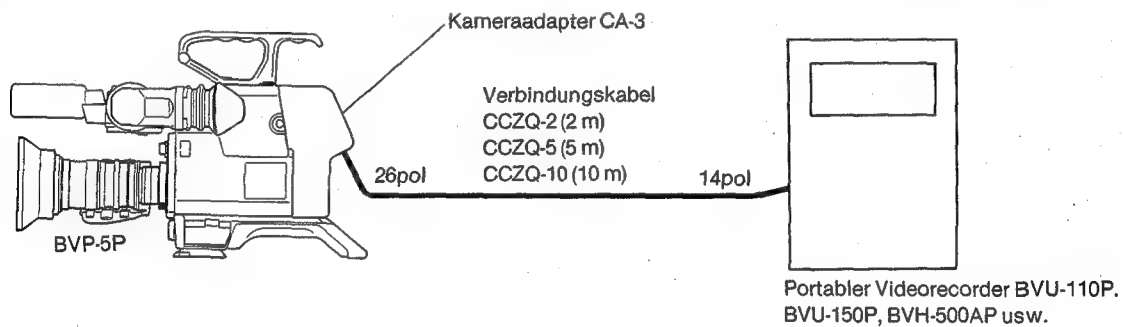 Kameraadapter CA-3
Verbindungskabel
CCZQ-2 (2 m)
CCZQ-5 (5 m)
CCZQ-10 (10 m)
26pol
14pol
BVP-5P
Portabler Videorecorder BVU-110P.
BVU-150P, BVH-500AP usw.